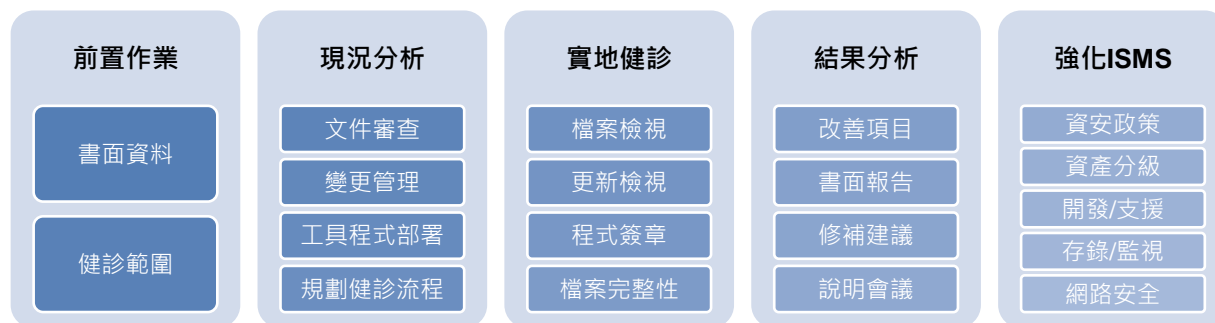 前置作業
書面資料
健診範圍
現況分析
文件審查
變更管理
工具程式部署
規劃健診流程
實地健診
檔案檢視
更新檢視
程式簽章
檔案完整性
結果分析
改善項目
書面報告
修補建議
說明會議
強化ISMS
資安政策
資產分級
開發/支援
存錄/監視
網路安全